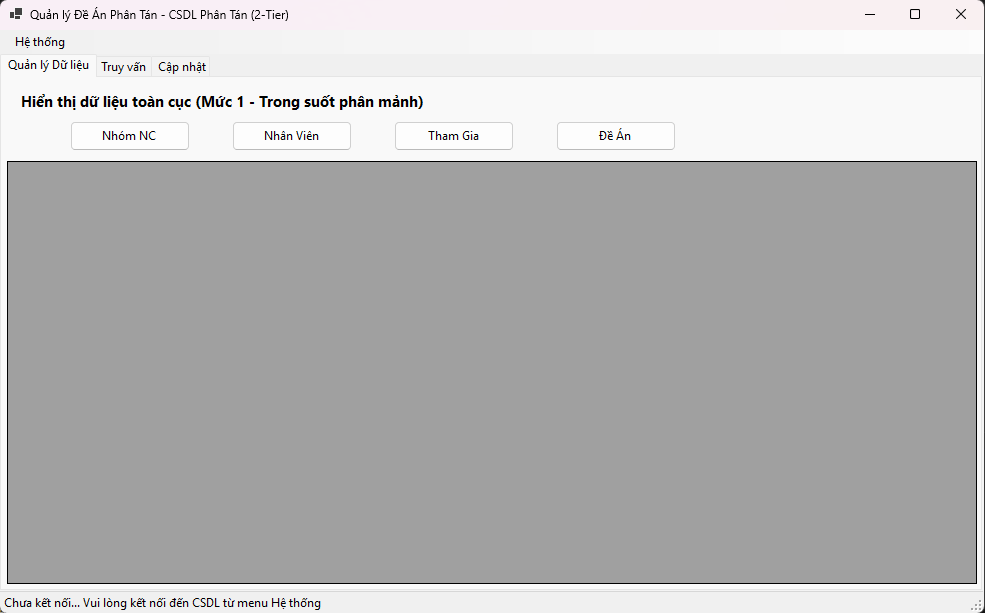 Quản lý Đề Án Phân Tán - CSDL Phân Tán (2-Tier)
Hệ thống
Quản lý Dữ liệu Truy vấn Cập nhật
Hiển thị dữ liệu toàn cục (Mức 1 - Trong suốt phân mảnh)
Nhóm NC Nhân Viên Tham Gia Đề Án
Chưa kết nối... Vui lòng kết nối đến CSDL từ menu Hệ thống